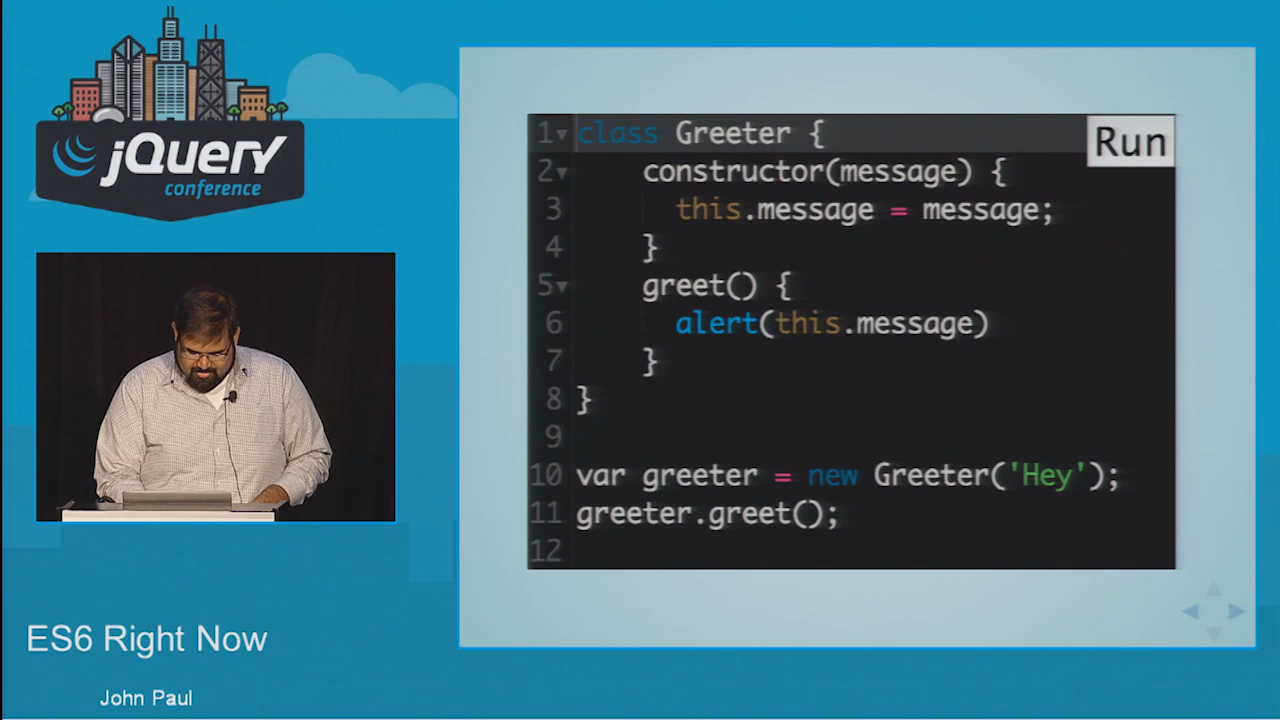 jQuery
conference
ES6 Right Now
John Paul
1 class Greeter {
2 constructor(message) {
3 this.message = message;
4 }
5 greet() {
6 alert(this.message)
7 }
8 }
9
10 var greeter = new Greeter('Hey');
11 greeter.greet();
12
Run